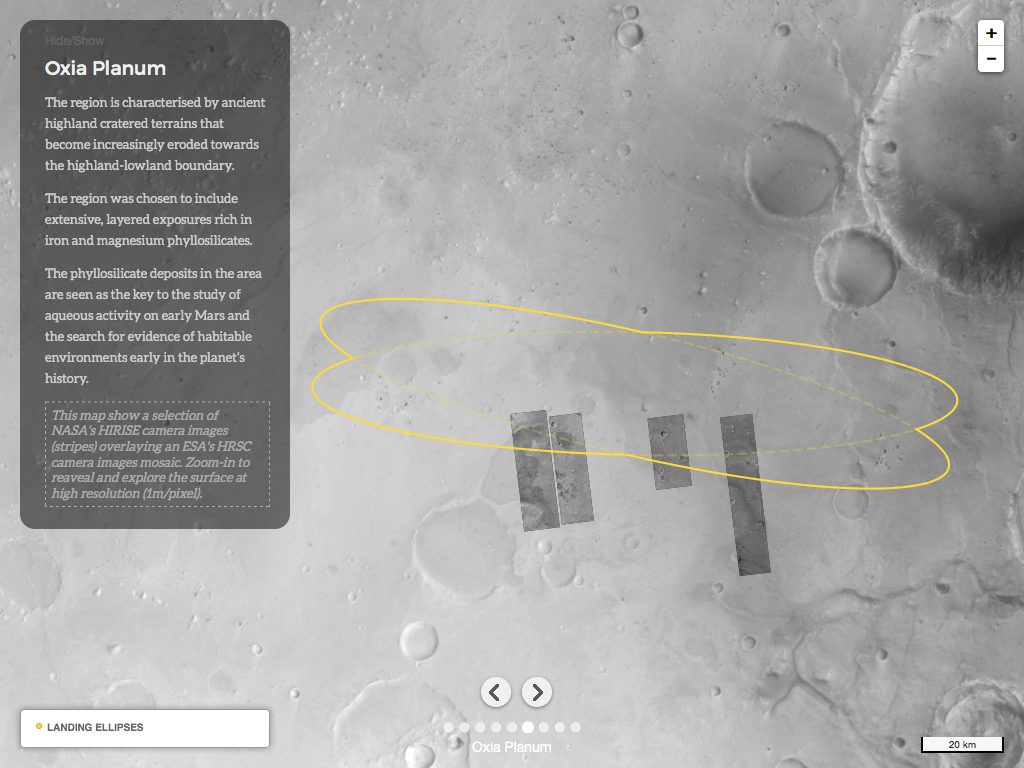 Hide/Show
Oxia Planum
The region is characterised by ancient
highland cratered terrains that
become increasingly eroded towards
the highland-lowland boundary.
The region was chosen to include
extensive, layered exposures rich in
iron and magnesium phyllosilicates.
The phyllosilicate deposits in the area
are seen as the key to the study of
aqueous activity on early Mars and
the search for evidence of habitable
environments early in the planet's
history.
This map show a selection of
NASA's HIRISE camera images
(stripes) overlaying an ESA's HRSC
camera images mosaic. Zoom-in to
reaveal and explore the surface at
high resolution (1m/pixel).
+
−
LANDING ELLIPSES
Oxia Planum
20 km